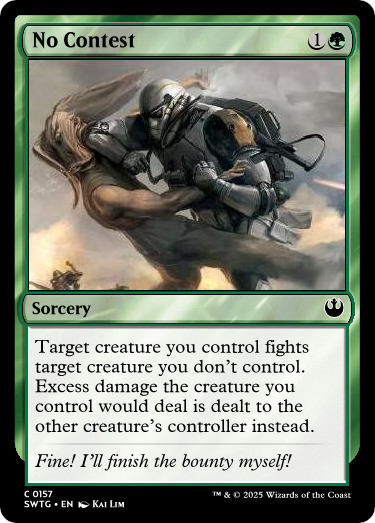 No Contest 1
Sorcery
Target creature you control fights
target creature you don't control.
Excess damage the creature you
control would deal is dealt to the
other creature's controller instead.
Fine! I'll finish the bounty myself!
C 0157
SWTG • EN Kai Lim
™ & © 2025 Wizards of the Coast